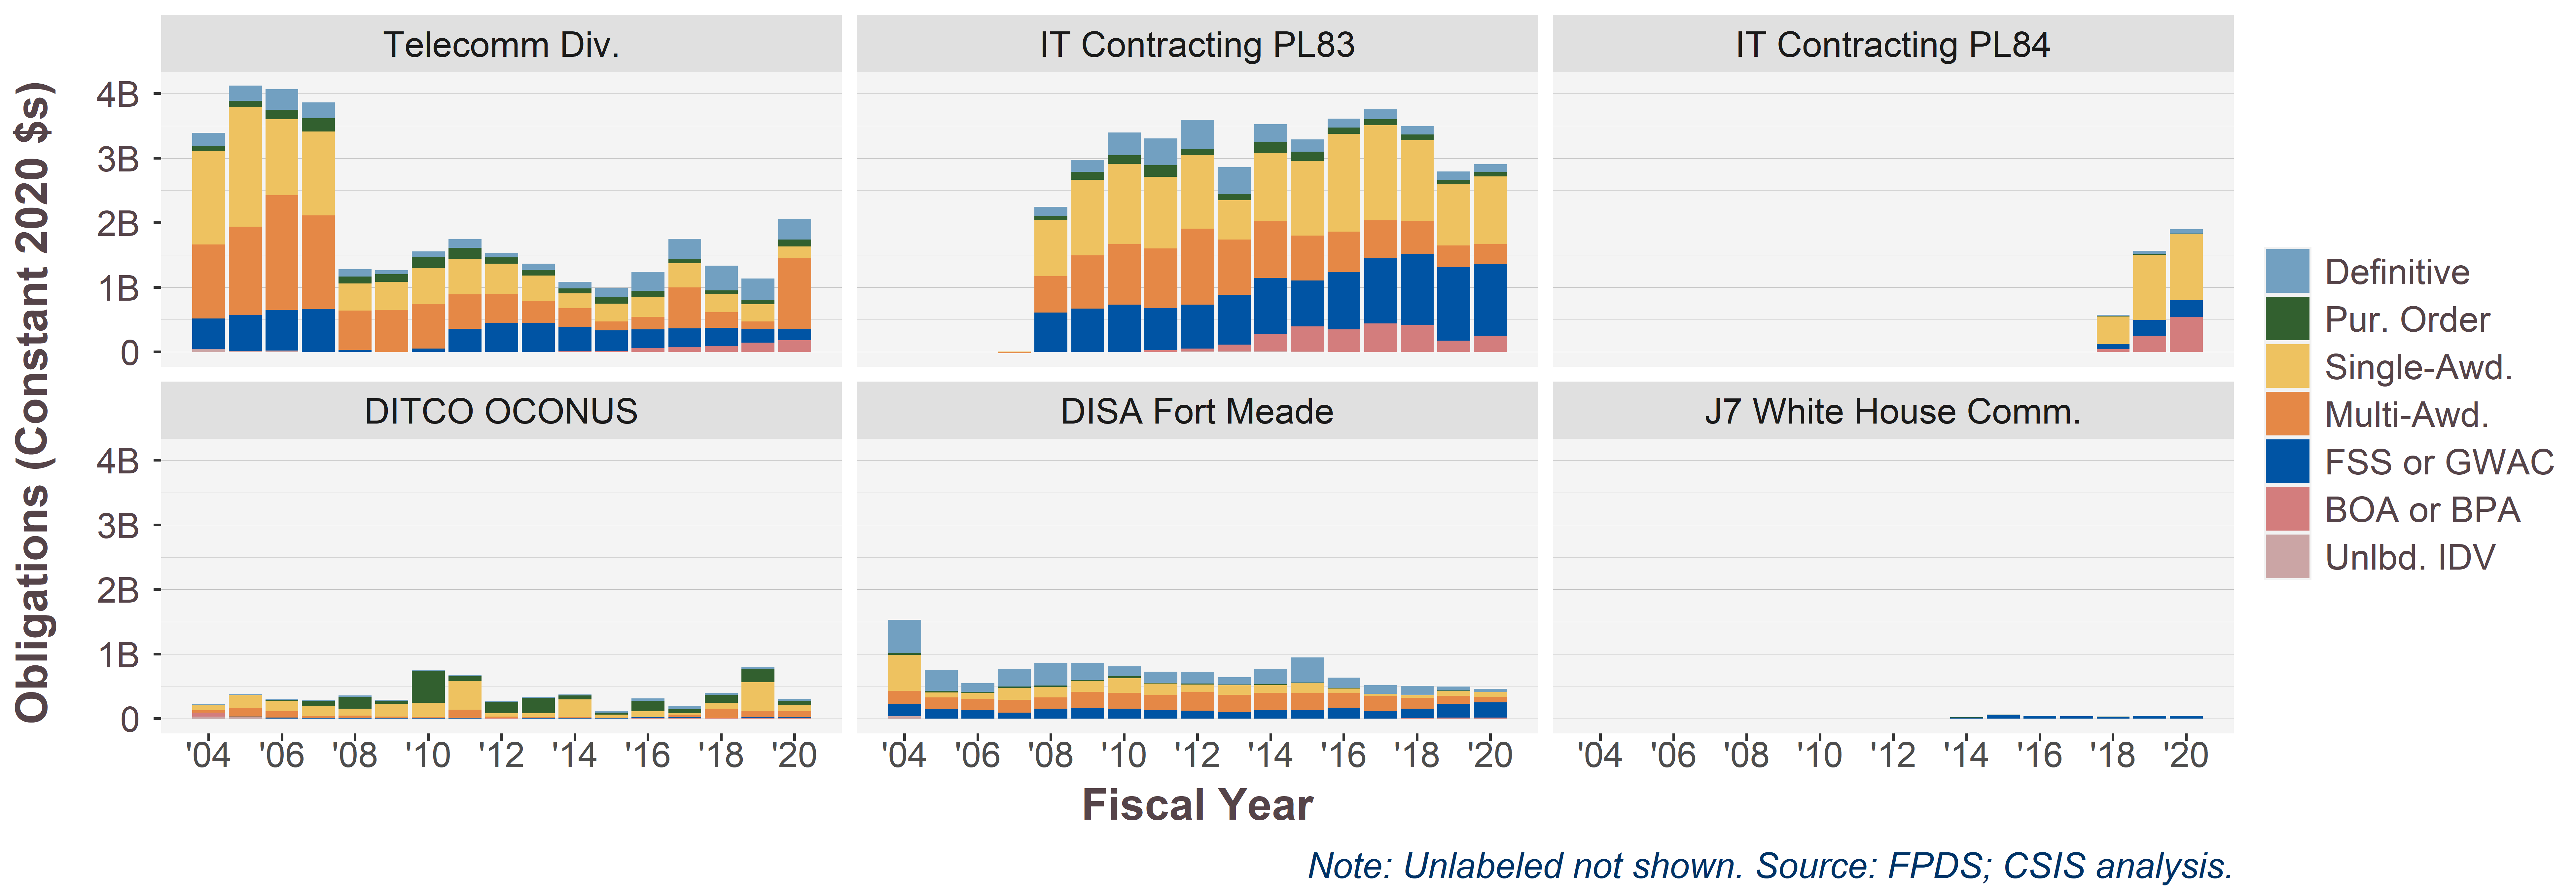 Telecomm Div.
IT Contracting PL83
IT Contracting PL84
Obligations (Constant 2020 $s)
4B
3B
2B
1B
0
DITCO OCONUS
DISA Fort Meade
J7 White House Comm.
4B
3B
2B
1B
0
'04 '06 '08 '10 '12 '14 '16 '18 '20
'04 '06 '08 '10 '12 '14 '16 '18 '20
'04 '06 '08 '10 '12 '14 '16 '18 '20
Fiscal Year
Definitive
Pur. Order
Single-Awd.
Multi-Awd.
FSS or GWAC
BOA or BPA
Unlbd. IDV
Note: Unlabeled not shown. Source: FPDS; CSIS analysis.